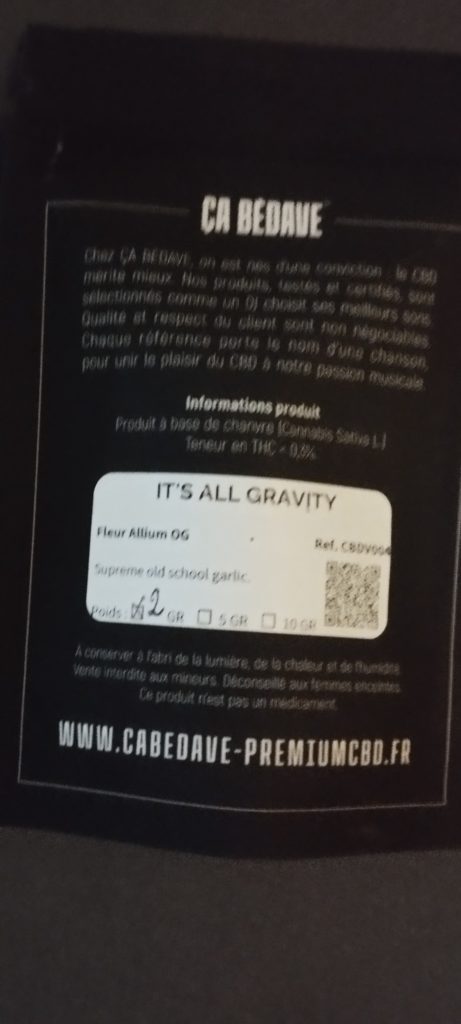 ÇA BEDAVE
Chez ÇA BEDAVE, on est nés d'une conviction : le CBD
mérite mieux. Nos produits, testés et certifiés, sont
sélectionnés comme un DJ choisit ses meilleurs sons.
Qualité et respect du client sont non négociables.
Chaque référence porte le nom d'une chanson,
pour unir le plaisir du CBD à notre passion musicale.
Informations produit
Produit à base de chanvre (Cannabis Sativa L.)
Teneur en THC < 0,3%
IT'S ALL GRAVITY
Fleur Allium OG
Ref. CBDV004
Supreme old school garlic.
Poids : 2 GR 5 GR 10 GR
A conserver à l'abri de la lumière, de la chaleur et de l'humidité.
Vente interdite aux mineurs. Déconseillé aux femmes enceintes.
Ce produit n'est pas un médicament.
WWW.CABEDAVE-PREMIUMCBD.FR